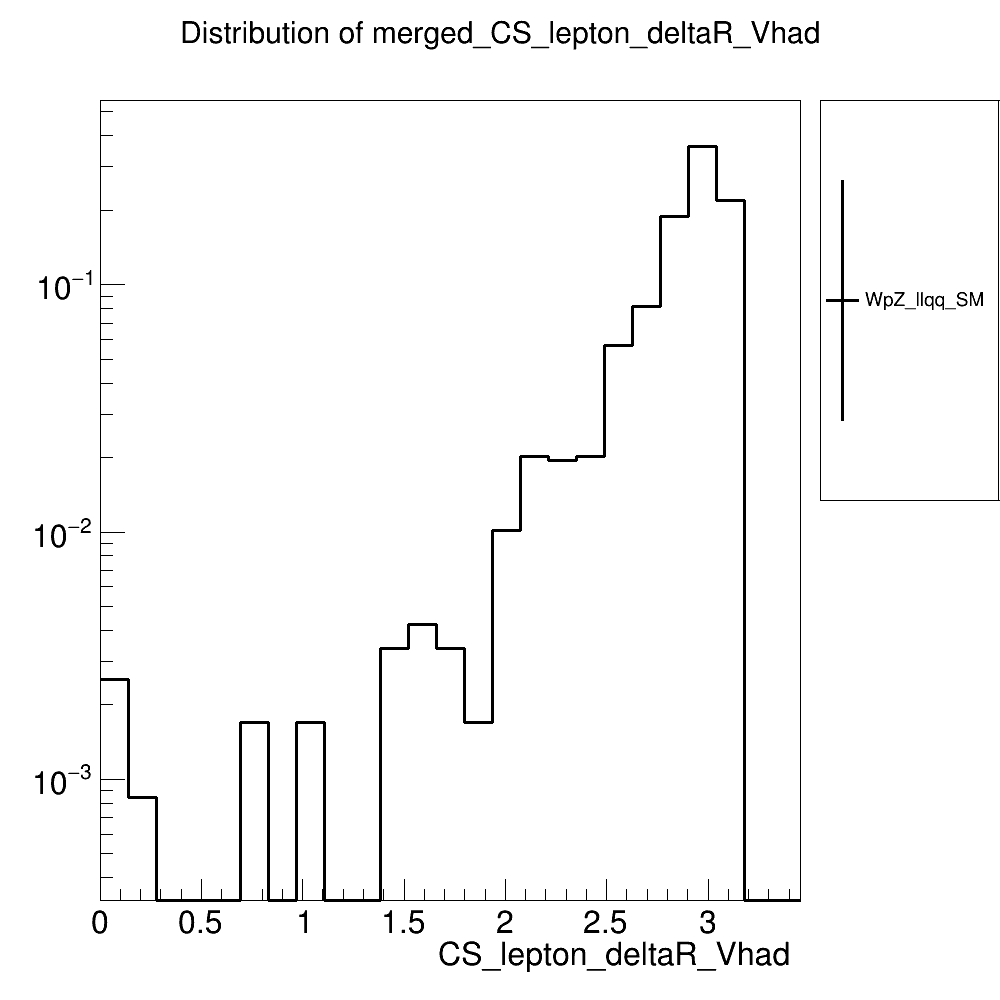 Distribution of merged_CS_lepton_deltaR_Vhad
10⁻¹
10⁻²
10⁻³
WpZ_llqq_SM
0 0.5 1 1.5 2 2.5 3
CS_lepton_deltaR_Vhad